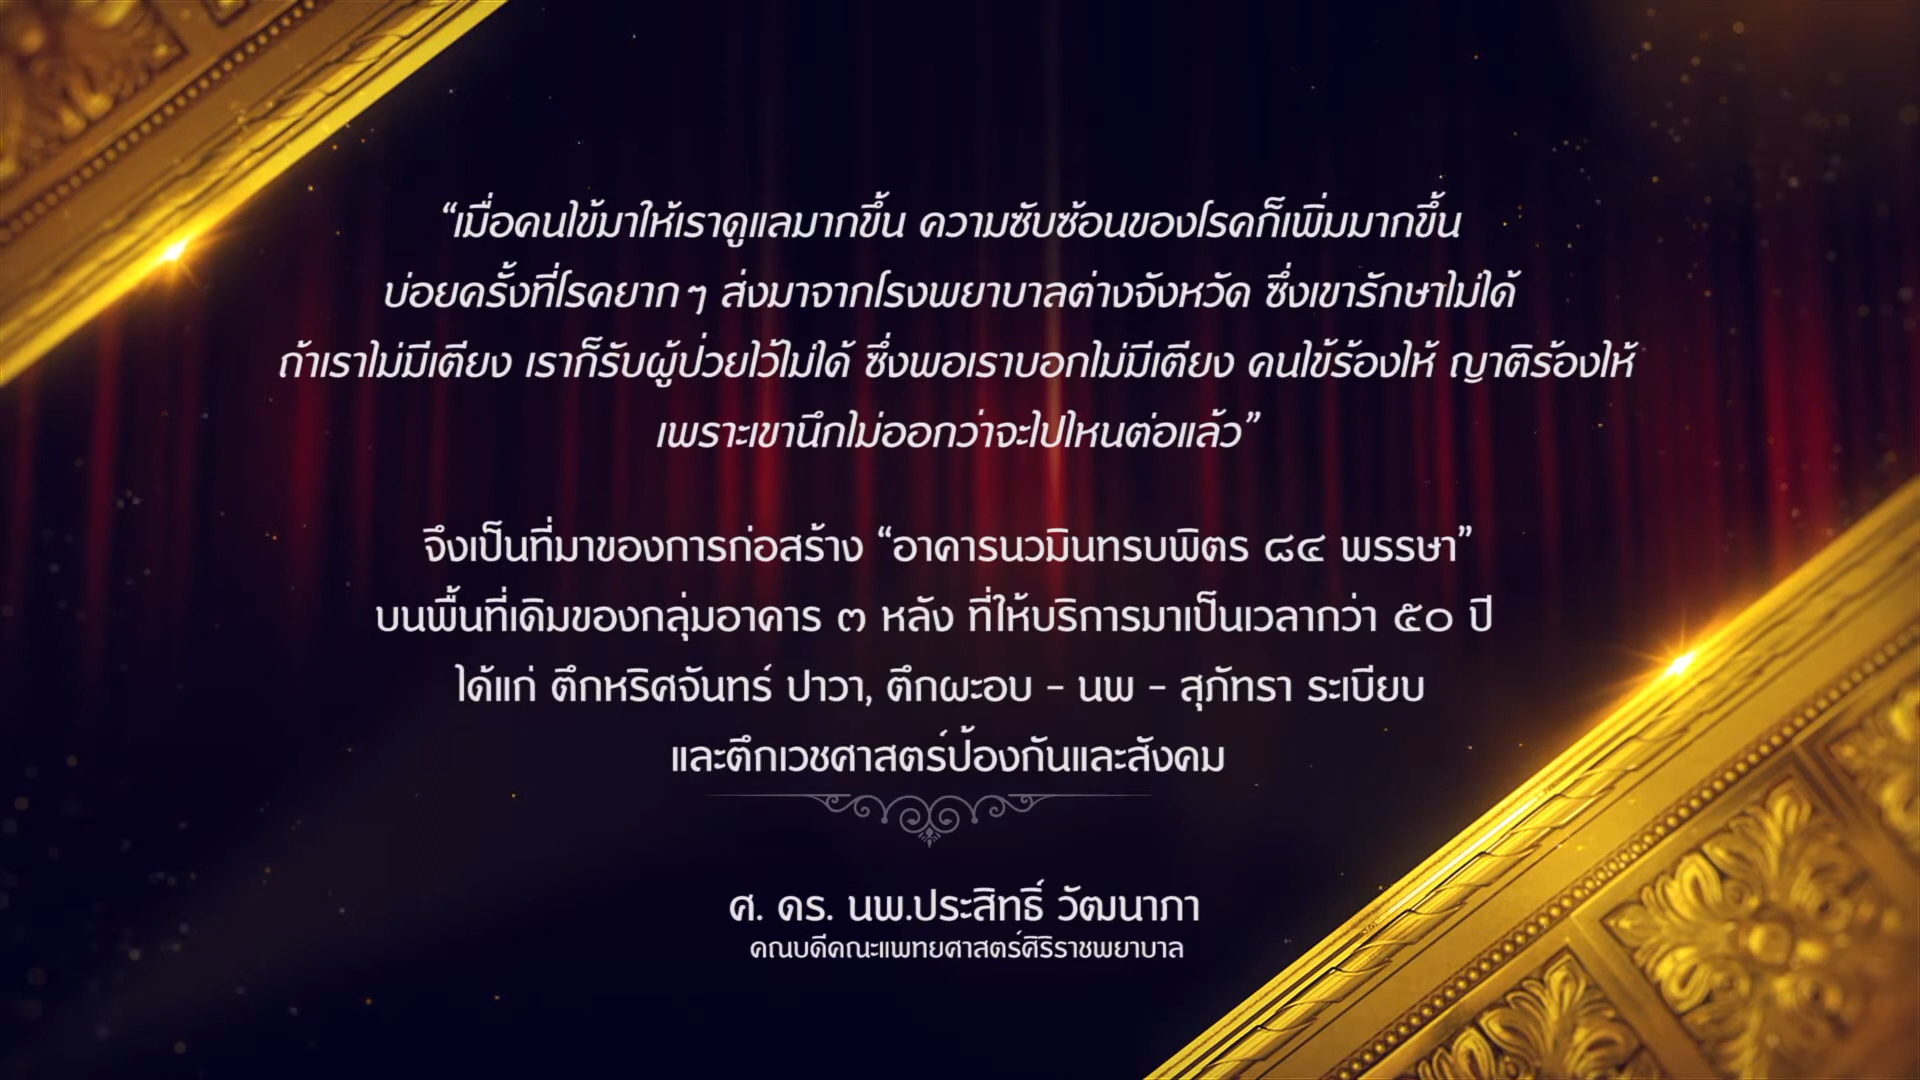 “เมื่อคนไข้มาให้เราดูแลมากขึ้น ความซับซ้อนของโรคก็เพิ่มมากขึ้น
บ่อยครั้งที่โรคยาก ๆ ส่งมาจากโรงพยาบาลต่างจังหวัด ซึ่งเขารักษาไม่ได้
ถ้าเราไม่มีเตียง เราก็รับผู้ป่วยไว้ไม่ได้ ซึ่งพอเราบอกไม่มีเตียง คนไข้ร้องไห้ ญาติร้องไห้
เพราะเขานึกไม่ออกว่าจะไปไหนต่อแล้ว”
จึงเป็นที่มาของการก่อสร้าง “อาคารนวมินทรบพิตร ๘๔ พรรษา”
บนพื้นที่เดิมของกลุ่มอาคาร ๓ หลัง ที่ให้บริการมาเป็นเวลากว่า ๕๐ ปี
ได้แก่ ตึกหริศจันทร์ ปาวา, ตึกผะอบ - นพ - สุภัทรา ระเบียบ
และตึกเวชศาสตร์ป้องกันและสังคม
ศ. ดร. นพ.ประสิทธิ์ วัฒนาภา
คณบดีคณะแพทยศาสตร์ศิริราชพยาบาล